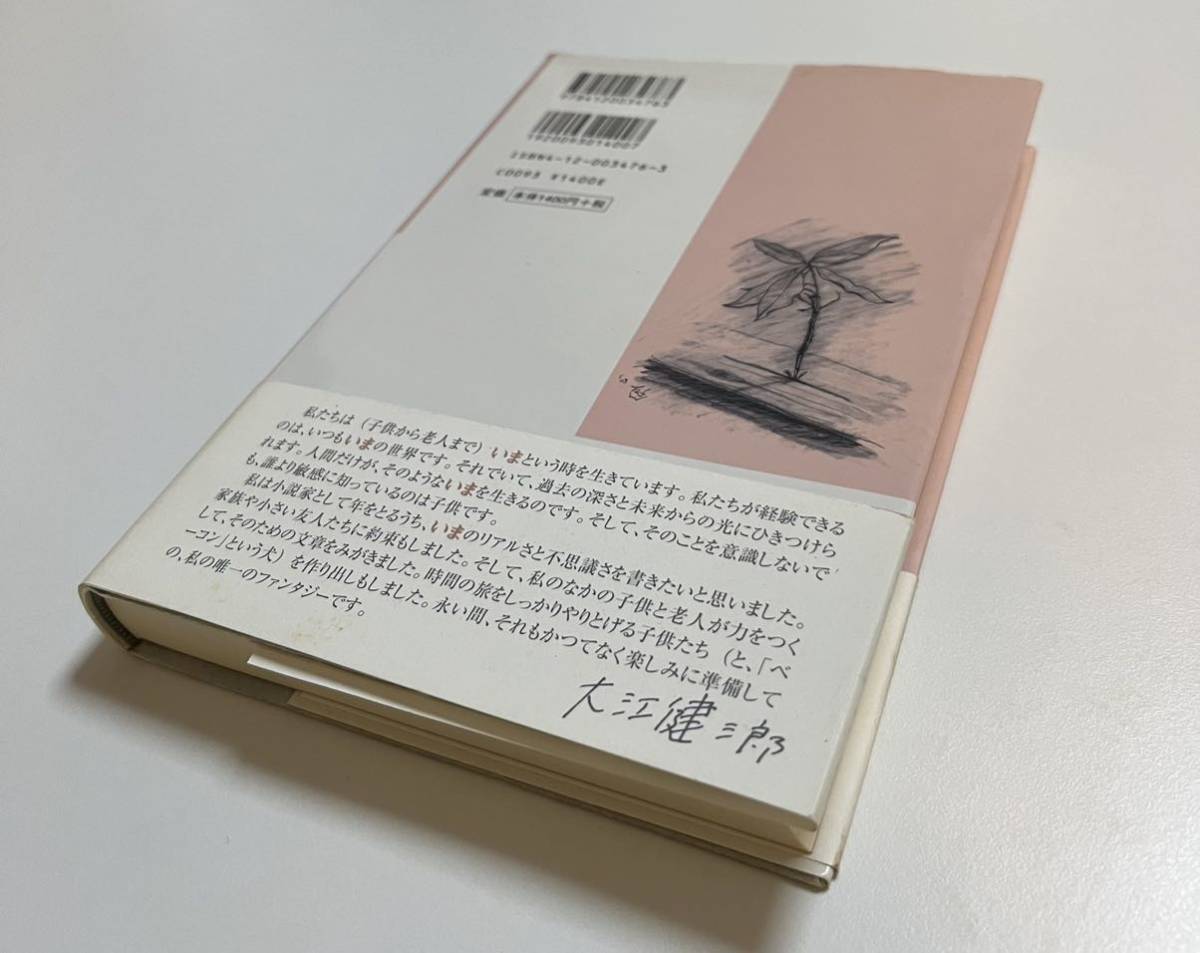 9784120034763
1920093014007
ISBN4-12-003476-3
C0093 ¥1400E
定価 本体1400円+税
私たちは(子供から老人まで)いまという時を生きています。私たちが経験できる
のは、いつもいまの世界です。それでいて、過去の深さと未来からの光にひきつけら
れます。人間だけが、そのようないまを生きるのです。そして、そのことを意識しないで
も、誰より敏感に知っているのは子供です。
私は小説家として年をとるうち、いまのリアルさと不思議さを書きたいと思いました。
家族や小さい友人たちに約束もしました。そして、私のなかの子供と老人が力をつく
して、そのための文章をみがきました。時間の旅をしっかりやりとげる子供たち(と、「ベ
ーコン」という犬)を作り出しもしました。永い間、それもかつてなく楽しみに準備して
の、私の唯一のファンタジーです。
大江健三郎